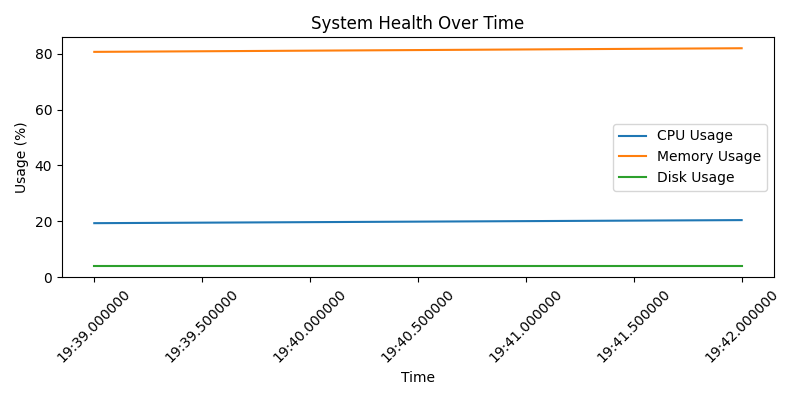 System Health Over Time
Usage (%)
80
60
40
20
0
CPU Usage
Memory Usage
Disk Usage
19:39.000000
19:39.500000
19:40.000000
19:40.500000
19:41.000000
19:41.500000
19:42.000000
Time